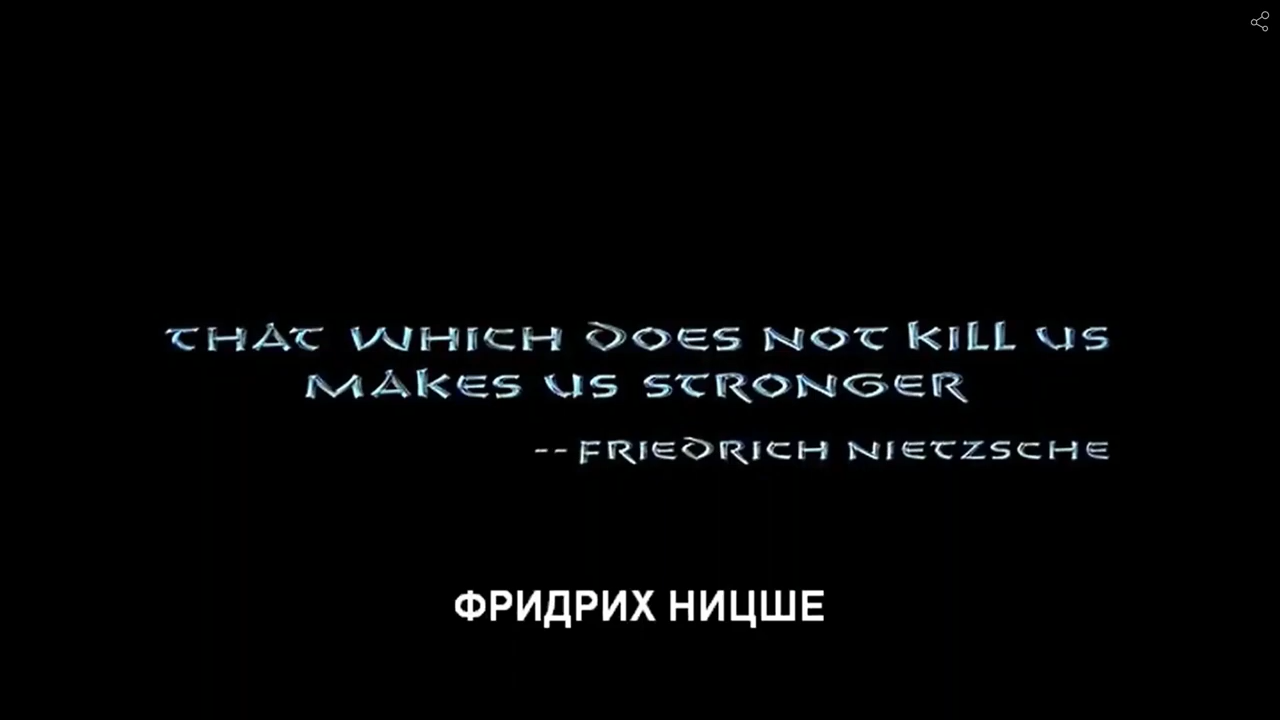 THAT WHICH DOES NOT KILL US
MAKES US STRONGER
--FRIEDRICH NIETZSCHE
ФРИДРИХ НИЦШЕ